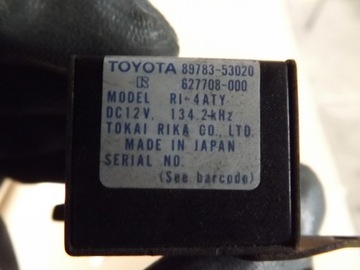 TOYOTA 89783-53020
R 627708-000
MODEL RI-4ATY
DC12V, 134.2kHz
TOKAI RIKA CO., LTD.
MADE IN JAPAN
SERIAL NO.
(See barcode)